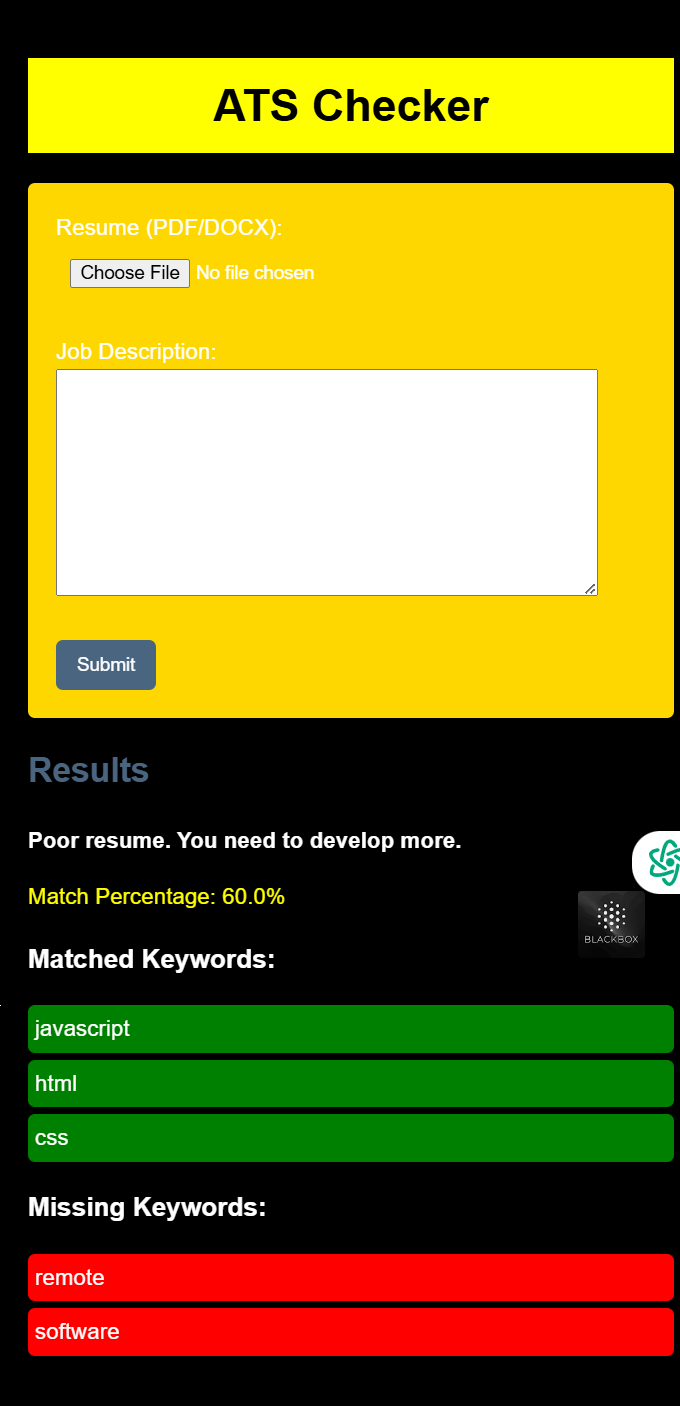 ATS Checker
Resume (PDF/DOCX):
Choose File No file chosen
Job Description:
Submit
Results
Poor resume. You need to develop more.
Match Percentage: 60.0%
BLACKBOX
Matched Keywords:
javascript
html
css
Missing Keywords:
remote
software